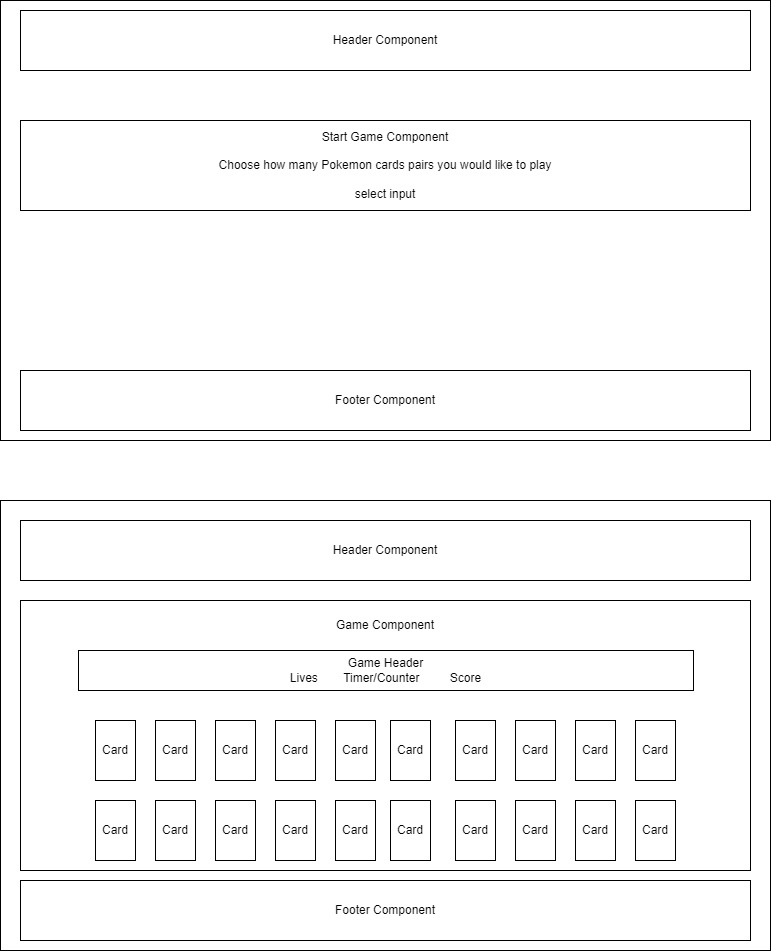 Header Component
Start Game Component
Choose how many Pokemon cards pairs you would like to play
select input
Footer Component
Header Component
Game Component
Game Header
Lives Timer/Counter Score
Card Card Card Card Card Card Card Card Card Card
Card Card Card Card Card Card Card Card Card Card
Footer Component